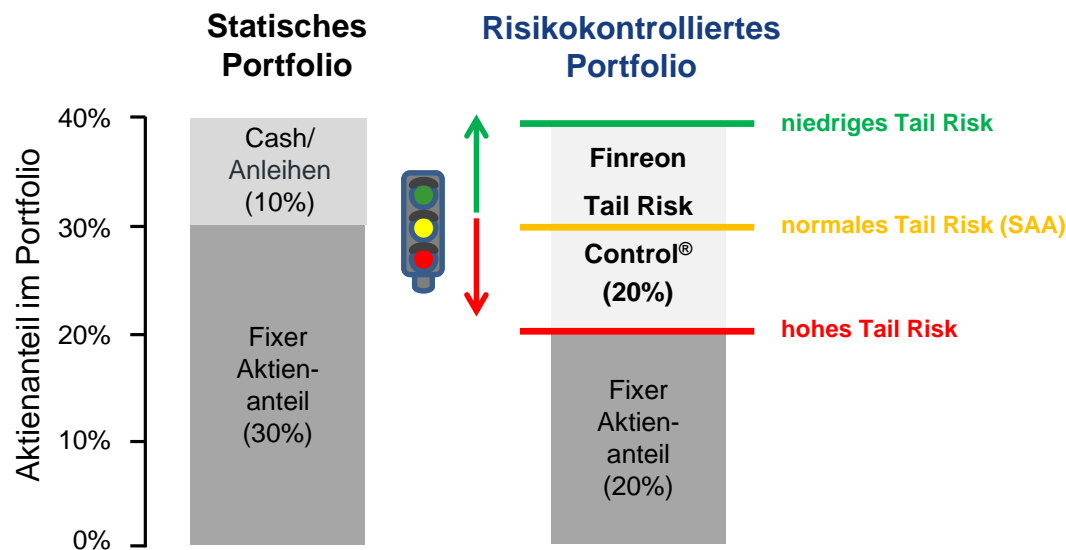 Statisches
Portfolio
Risikokontrolliertes
Portfolio
Aktienanteil im Portfolio
40%
30%
20%
10%
0%
Cash/
Anleihen
(10%)
Fixer
Aktien-
anteil
(30%)
Finreon
Tail Risk
Control®
(20%)
Fixer
Aktien-
anteil
(20%)
niedriges Tail Risk
normales Tail Risk (SAA)
hohes Tail Risk